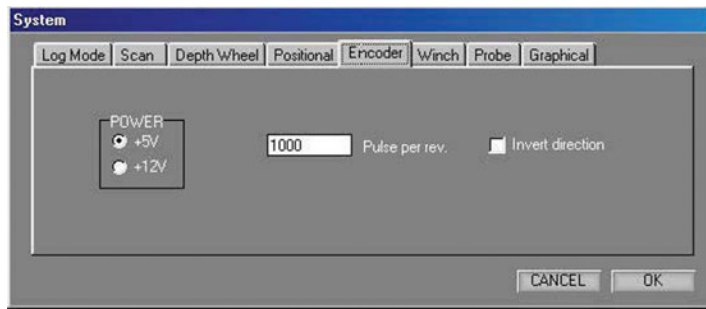 System
Log Mode Scan Depth Wheel Positional Encoder Winch Probe Graphical
POWER
+5V
1000 Pulse per rev. Invert direction
+12V
CANCEL OK